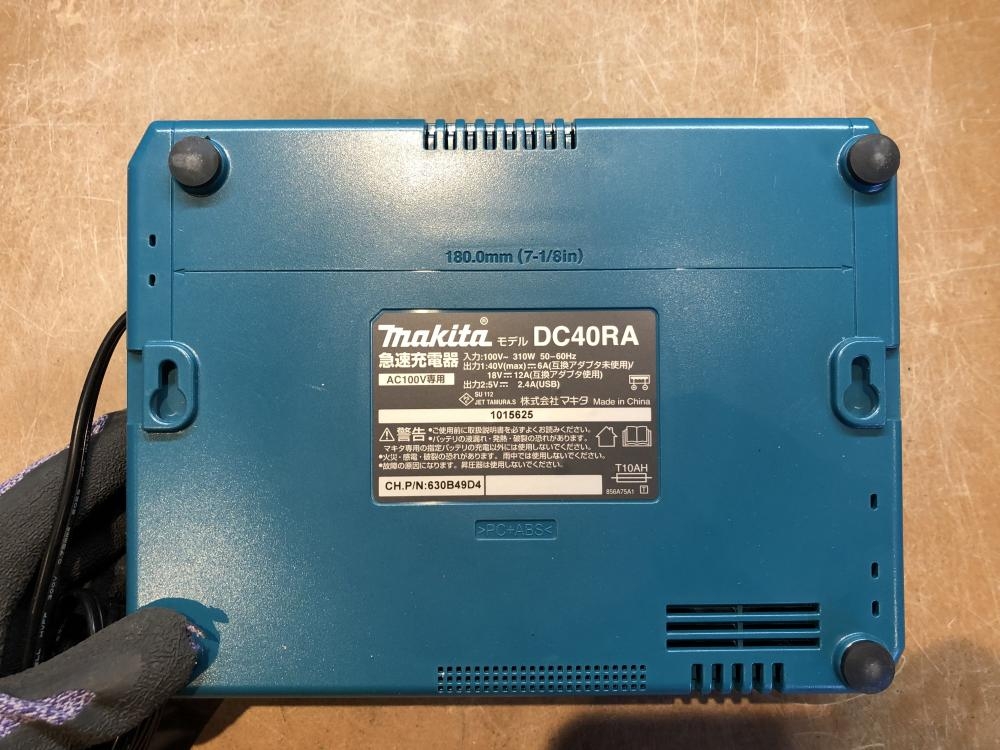 180.0mm (7-1/8in)
makita® モデル DC40RA
急速充電器
AC100V専用
入力:100V~ 310W 50-60Hz
出力1:40V(max)⎓6A(互換アダプタ未使用)/
18V⎓12A(互換アダプタ使用)
出力2:5V⎓ 2.4A(USB)
SU 112
JET TAMURA.S 株式会社マキタ Made in China
1015625
警告 •ご使用前に取扱説明書を必ずよくお読みください。
•バッテリの液漏れ・発熱・破裂の恐れがあります。
マキタ専用の指定バッテリの充電以外には使用しないでください。
•火災・感電・破裂の恐れがあります。雨中では使用しないでください。
•故障の原因になります。昇圧器は使用しないでください。
T10AH
CH.P/N:630B49D4
856A75A1
>PC+ABS<